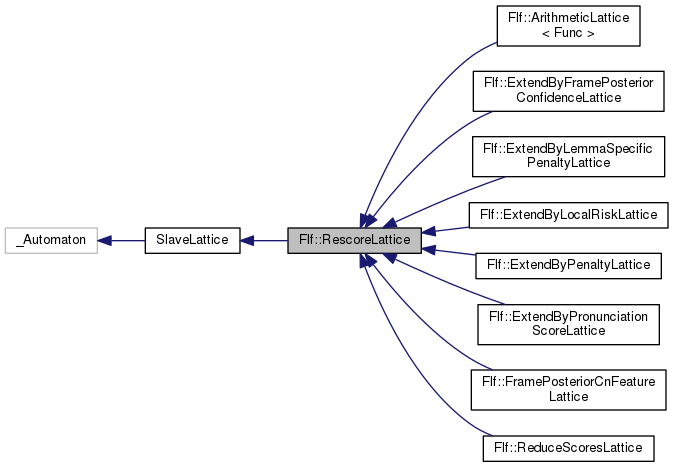 Flf::ArithmeticLattice
< Func >
Flf::ExtendByFramePosterior
ConfidenceLattice
Flf::ExtendByLemmaSpecific
PenaltyLattice
Flf::ExtendByLocalRiskLattice
_Automaton
SlaveLattice
Flf::RescoreLattice
Flf::ExtendByPenaltyLattice
Flf::ExtendByPronunciation
ScoreLattice
Flf::FramePosteriorCnFeature
Lattice
Flf::ReduceScoresLattice